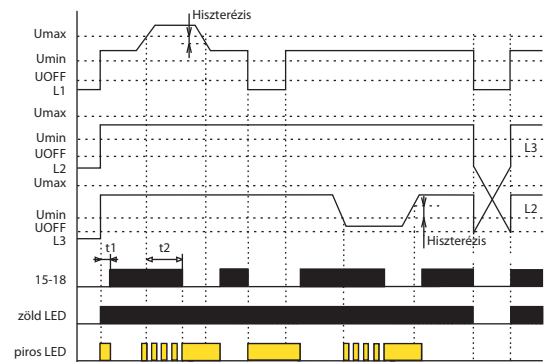 Hiszterézis
Umax
Umin
UOFF
L1
Umax
Umin
UOFF
L2
L3
Umax
Umin
UOFF
L3
L2
Hiszterézis
t1
t2
15-18
zöld LED
piros LED